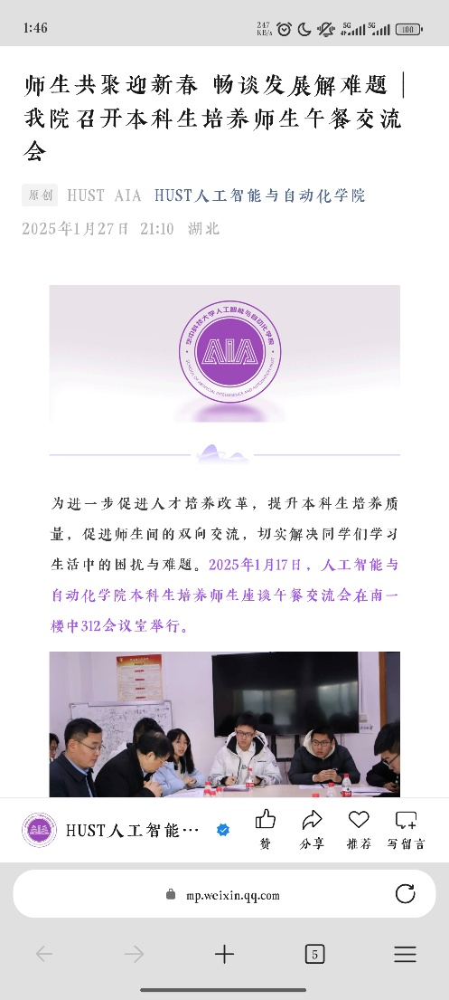 1:46
247
KB/s
5G
5G
100
师生共聚迎新春 畅谈发展解难题｜
我院召开本科生培养师生午餐交流
会
原创 HUST AIA HUST人工智能与自动化学院
2025年1月27日 21:10 湖北
华中科技大学人工智能与自动化学院
AIA
SCHOOL OF ARTIFICIAL INTELLIGENCE AND AUTOMATION, HUST
为进一步促进人才培养改革，提升本科生培养质
量，促进师生间的双向交流，切实解决同学们学习
生活中的困扰与难题。2025年1月17日，人工智能与
自动化学院本科生培养师生座谈午餐交流会在南一
楼中312会议室举行。
HUST人工智能…
赞
分享
推荐
写留言
mp.weixin.qq.com
5